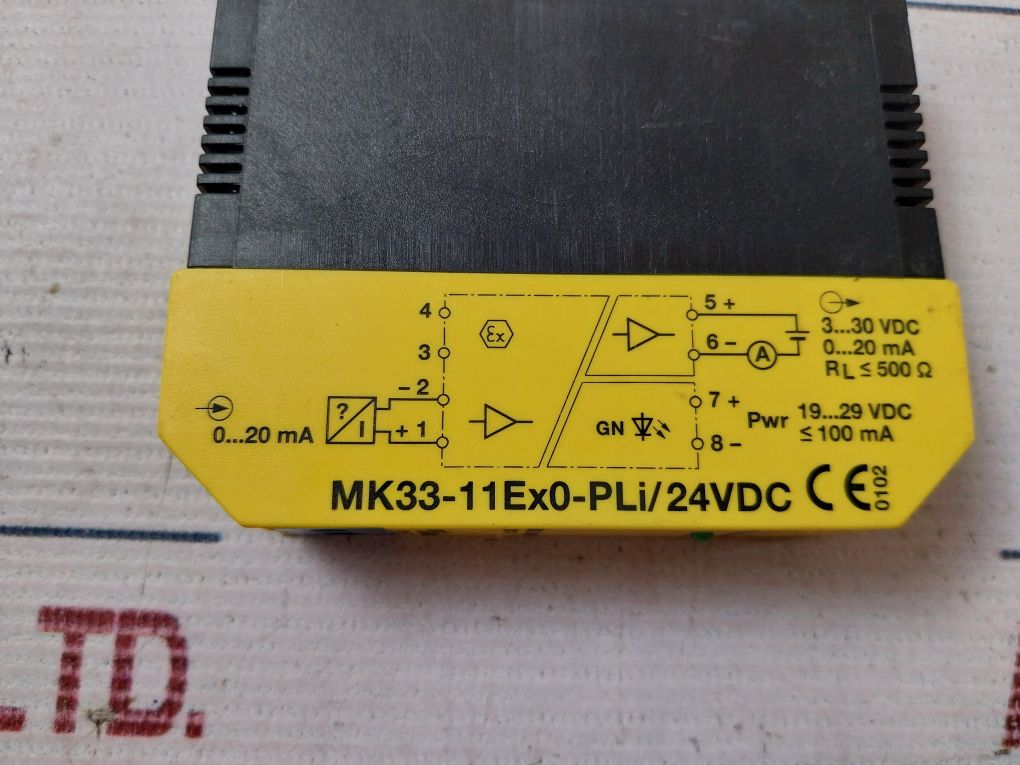 4
3
- 2
+ 1
0...20 mA
?
I
Ex
GN
5 +
6 -
A
3...30 VDC
0...20 mA
RL ≤ 500 Ω
7 +
8 -
Pwr
19...29 VDC
≤ 100 mA
MK33-11Ex0-PLi/24VDC CE 0102
LTD.